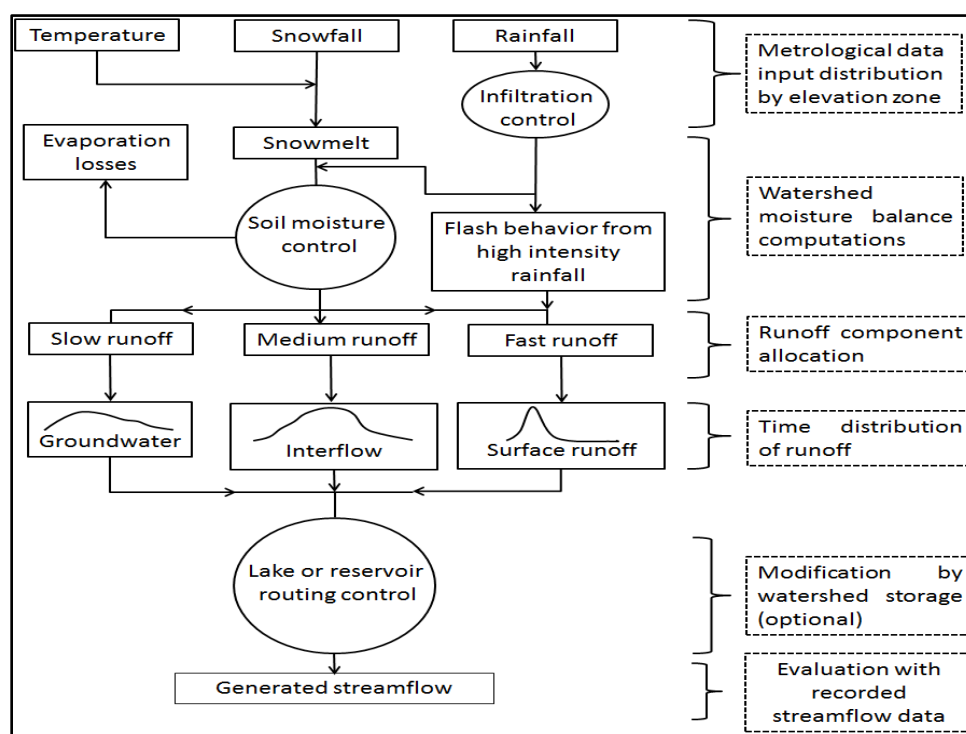 Temperature
Snowfall
Rainfall
Metrological data
input distribution
by elevation zone
Infiltration
control
Evaporation
losses
Snowmelt
Soil moisture
control
Flash behavior from
high intensity
rainfall
Watershed
moisture balance
computations
Slow runoff
Medium runoff
Fast runoff
Runoff component
allocation
Groundwater
Interflow
Surface runoff
Time distribution
of runoff
Lake or reservoir
routing control
Modification by
watershed storage
(optional)
Generated streamflow
Evaluation with
recorded
streamflow data